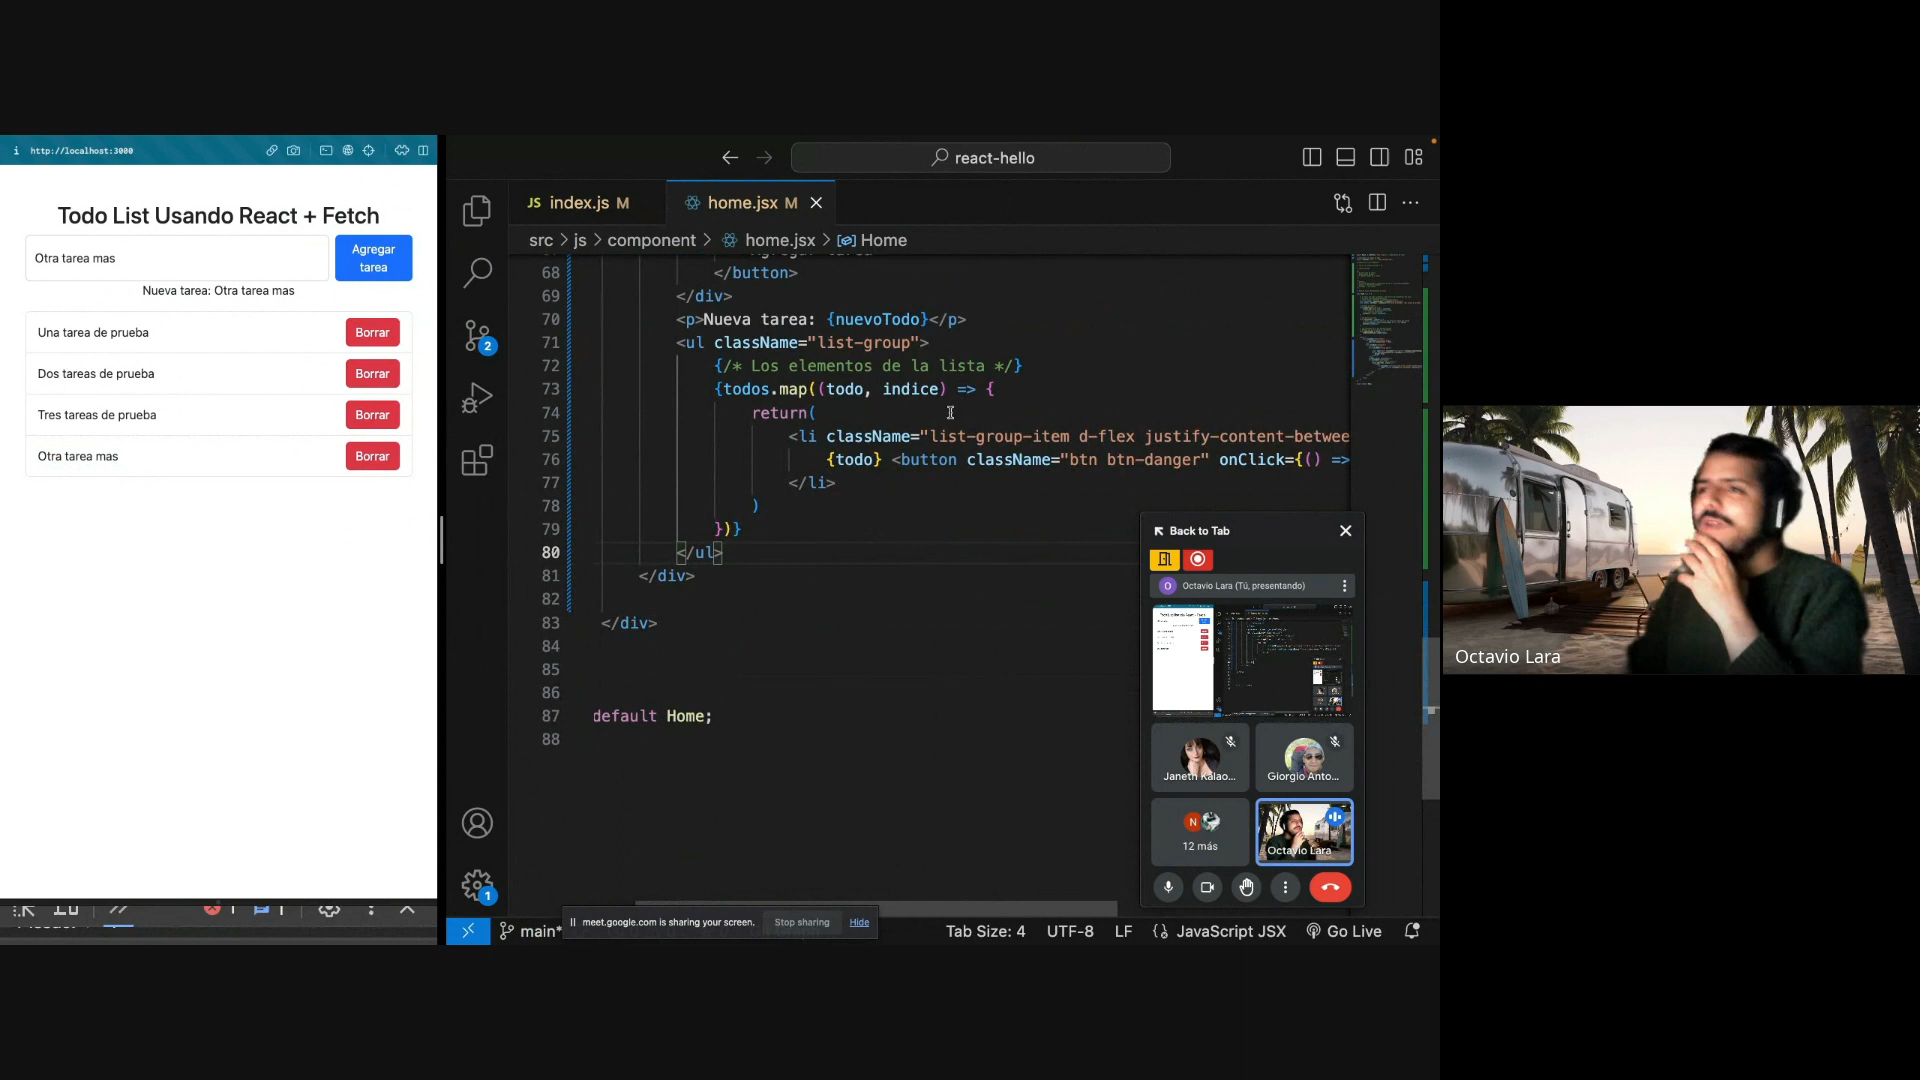 http://localhost:3000
Todo List Usando React + Fetch
Otra tarea mas
Agregar
tarea
Nueva tarea: Otra tarea mas
Una tarea de prueba
Borrar
Dos tareas de prueba
Borrar
Tres tareas de prueba
Borrar
Otra tarea mas
Borrar
1
1
react-hello
JS index.js M
home.jsx M
src > js > component > home.jsx > Home
68 </button>
69 </div>
70 <p>Nueva tarea: {nuevoTodo}</p>
71 <ul className="list-group">
72 {/* Los elementos de la lista */}
73 {todos.map((todo, indice) => {
74 return(
75 <li className="list-group-item d-flex justify-content-betwee
76 {todo} <button className="btn btn-danger" onClick={() =>
77 </li>
78 )
79 })}
80 </ul>
81 </div>
82
83 </div>
84
85
86
87 default Home;
88
2
1
Back to Tab
O Octavio Lara (Tú, presentando)
Janeth Kalao...
Giorgio Anto...
N
12 más
Octavio Lara
meet.google.com is sharing your screen.
Stop sharing
Hide
main*
Tab Size: 4
UTF-8
LF
JavaScript JSX
Go Live
Octavio Lara